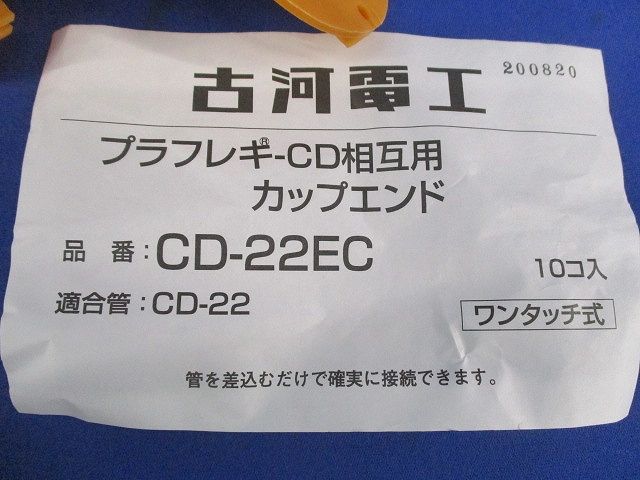 古河電工 200820
プラフレキ®-CD相互用
カップエンド
品 番：CD-22EC
10コ入
適合管：CD-22
ワンタッチ式
管を差込むだけで確実に接続できます。